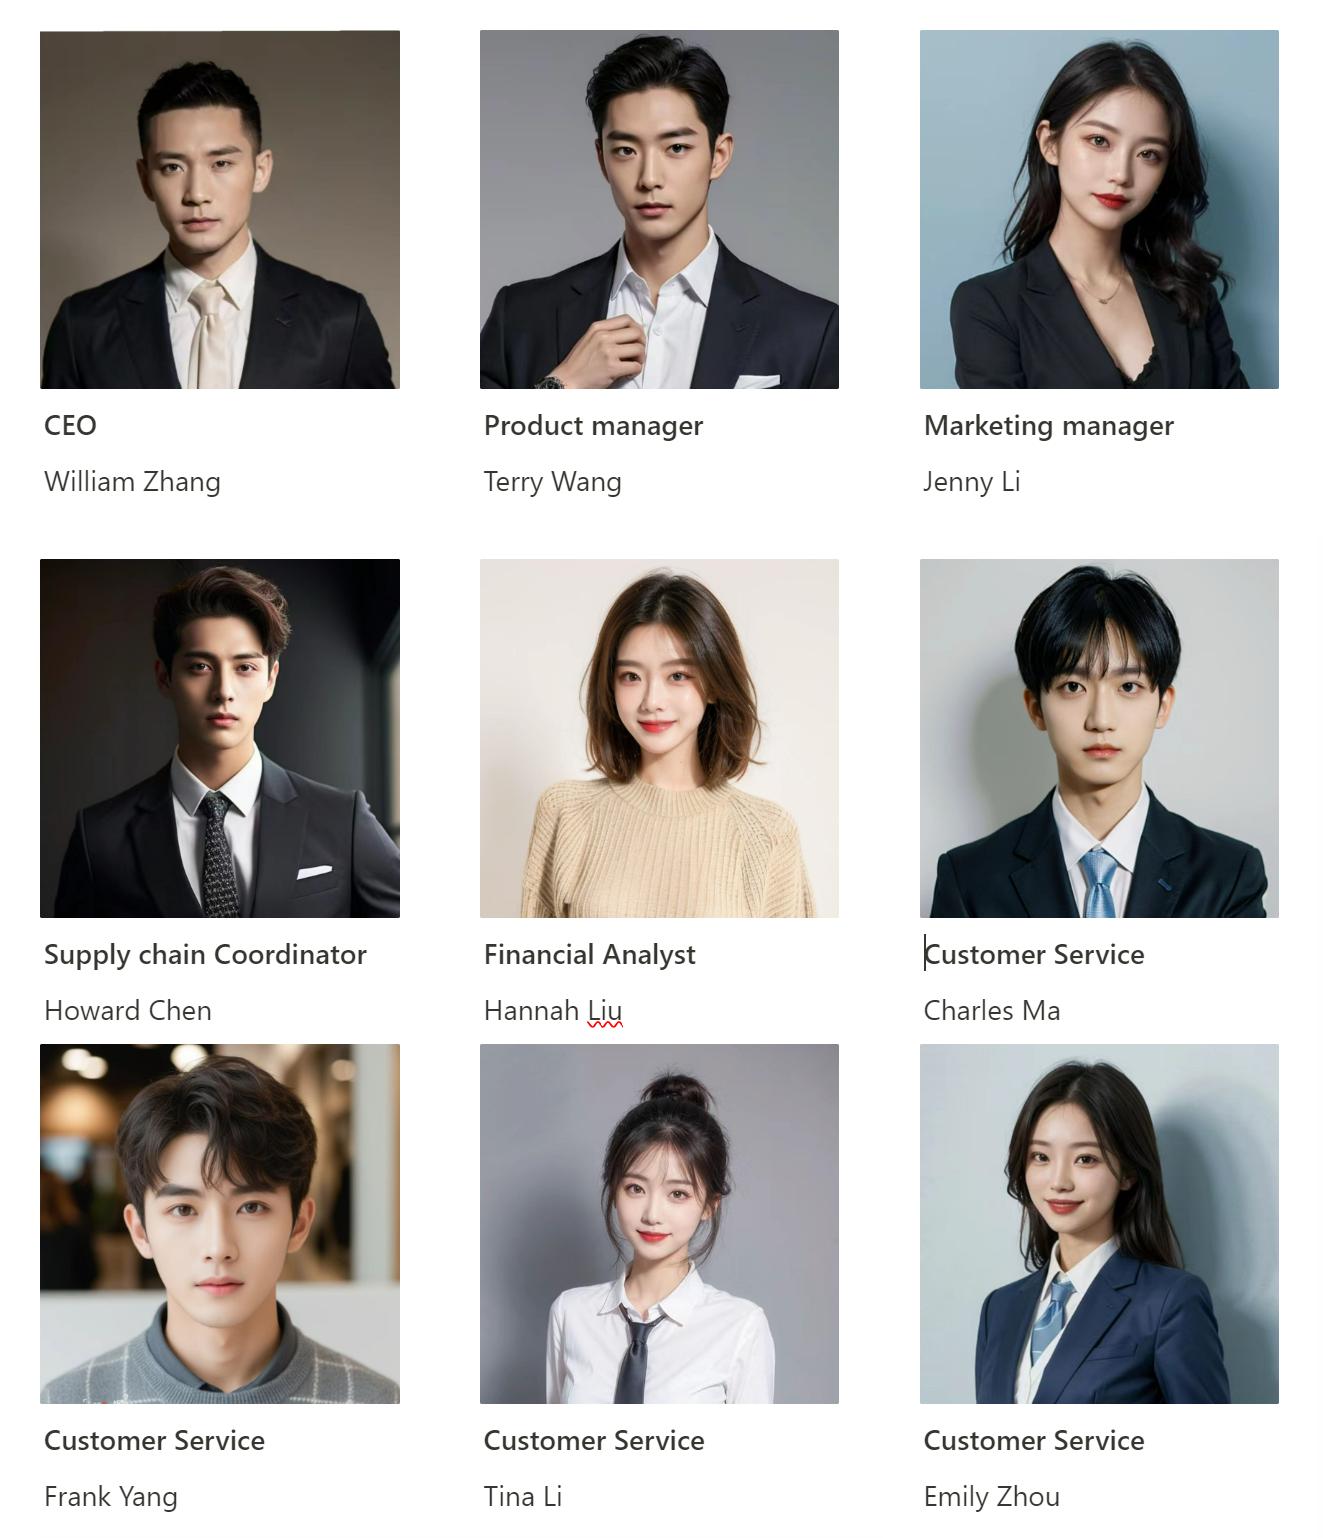 CEO
William Zhang
Product manager
Terry Wang
Marketing manager
Jenny Li
Supply chain Coordinator
Howard Chen
Financial Analyst
Hannah Liu
Customer Service
Charles Ma
Customer Service
Frank Yang
Customer Service
Tina Li
Customer Service
Emily Zhou